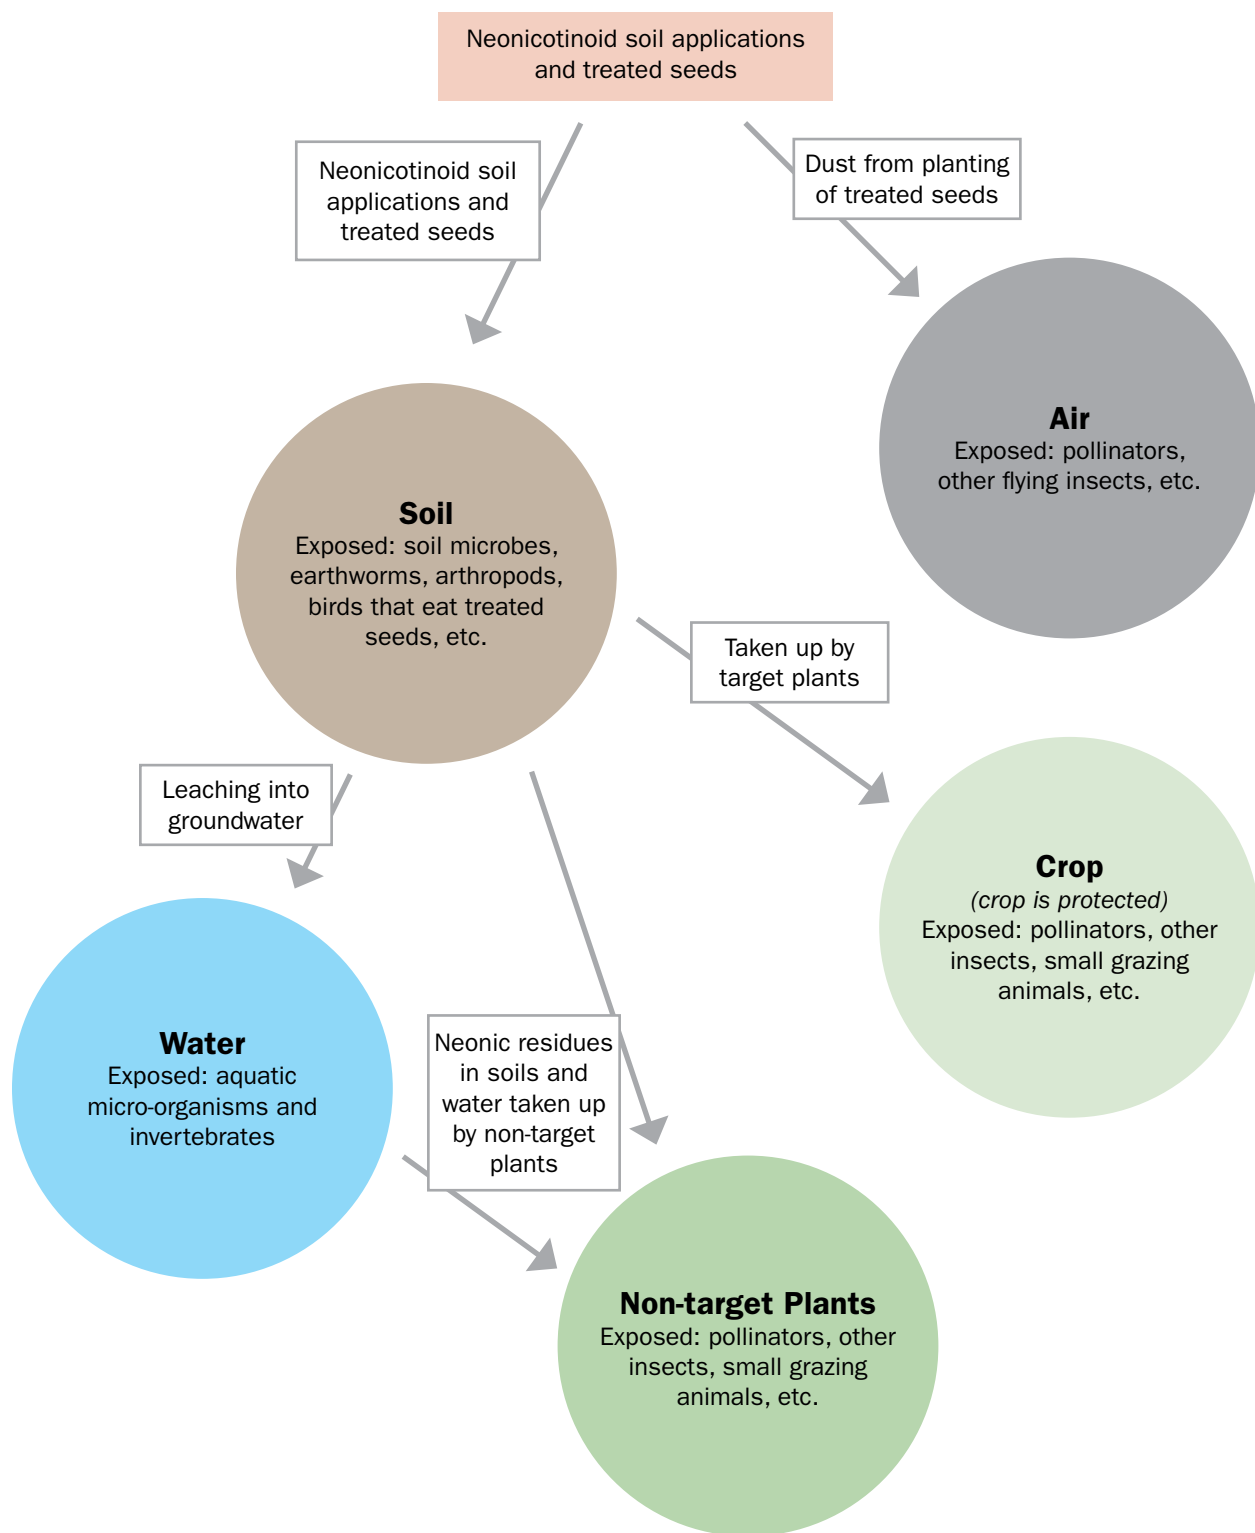 Neonicotinoid soil applications
and treated seeds
Neonicotinoid soil
applications and
treated seeds
Dust from planting
of treated seeds
Air
Exposed: pollinators,
other flying insects, etc.
Soil
Exposed: soil microbes,
earthworms, arthropods,
birds that eat treated
seeds, etc.
Taken up by
target plants
Leaching into
groundwater
Crop
(crop is protected)
Exposed: pollinators, other
insects, small grazing
animals, etc.
Water
Exposed: aquatic
micro-organisms and
invertebrates
Neonic residues
in soils and
water taken up
by non-target
plants
Non-target Plants
Exposed: pollinators, other
insects, small grazing
animals, etc.